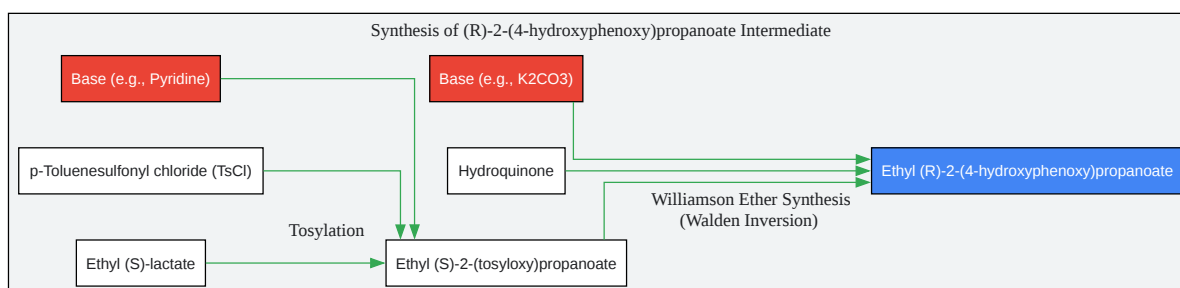 Synthesis of (R)-2-(4-hydroxyphenoxy)propanoate Intermediate
Base (e.g., Pyridine)
Base (e.g., K2CO3)
p-Toluenesulfonyl chloride (TsCl)
Hydroquinone
Ethyl (R)-2-(4-hydroxyphenoxy)propanoate
Williamson Ether Synthesis
(Walden Inversion)
Tosylation
Ethyl (S)-lactate
Ethyl (S)-2-(tosyloxy)propanoate